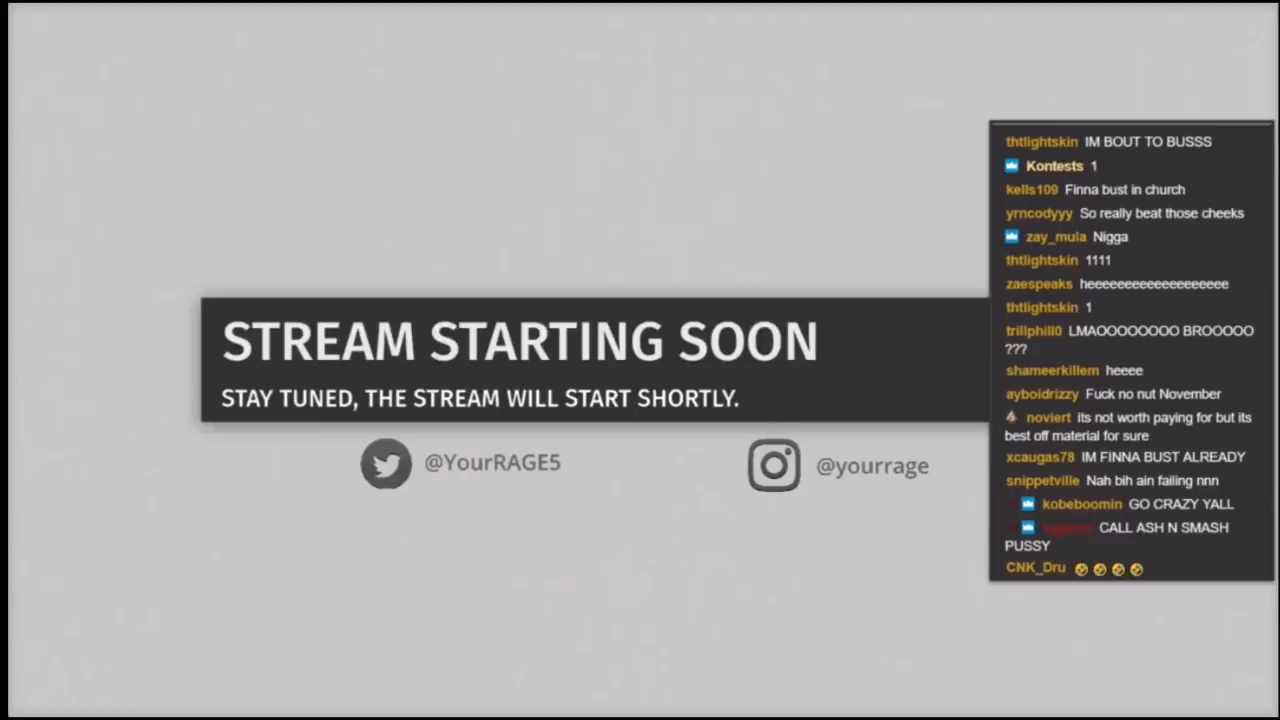 STREAM STARTING SOON
STAY TUNED, THE STREAM WILL START SHORTLY.
@YourRAGE5
@yourrage
thtlightskin IM BOUT TO BUSSS
Kontests 1
kells109 Finna bust in church
yrncodyyy So really beat those cheeks
zay_mula Nigga
thtlightskin 1111
zaespeaks heeeeeeeeeeeeeeeeeee
thtlightskin 1
trillphill0 LMAOOOOOOOO BROOOOO
???
shameerkillem heeee
ayboidrizzy Fuck no nut November
noviert its not worth paying for but its
best off material for sure
xcaugas78 IM FINNA BUST ALREADY
snippetville Nah bih ain failing nnn
kobeboomin GO CRAZY YALL
CALL ASH N SMASH
PUSSY
CNK_Dru